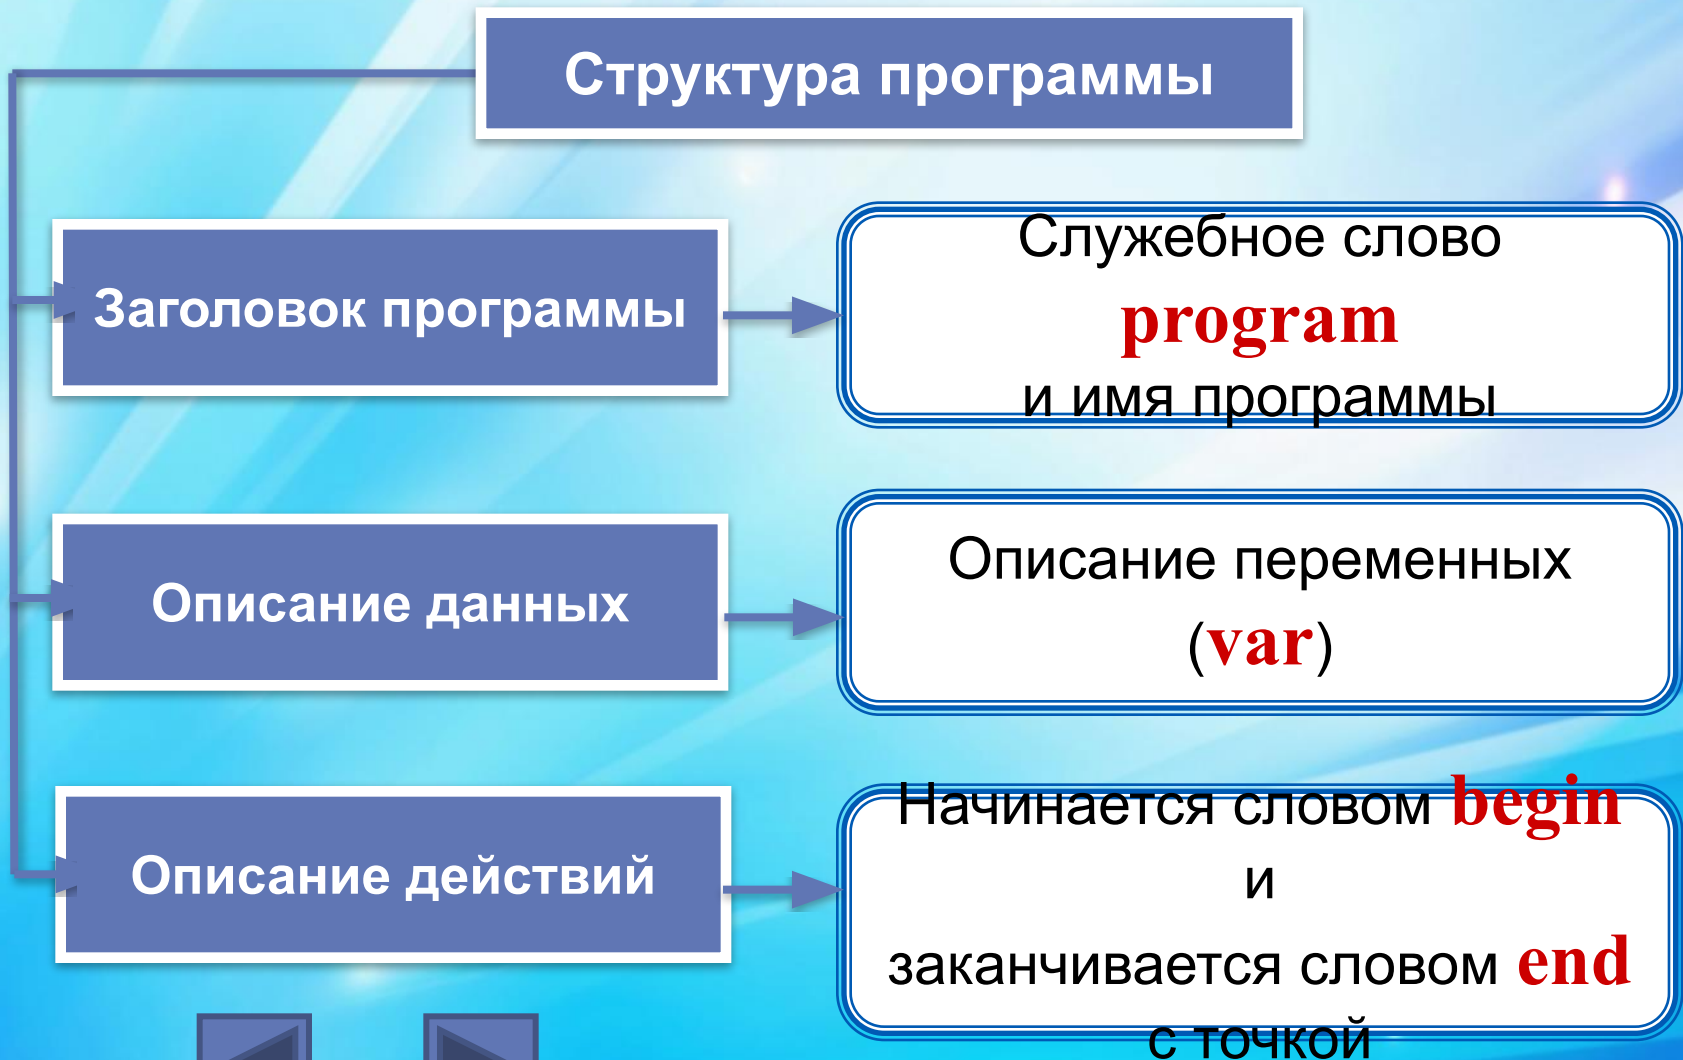 Структура программы
Заголовок программы
Служебное слово
program
и имя программы
Описание данных
Описание переменных
(var)
Описание действий
Начинается словом begin
и
заканчивается словом end
с точкой